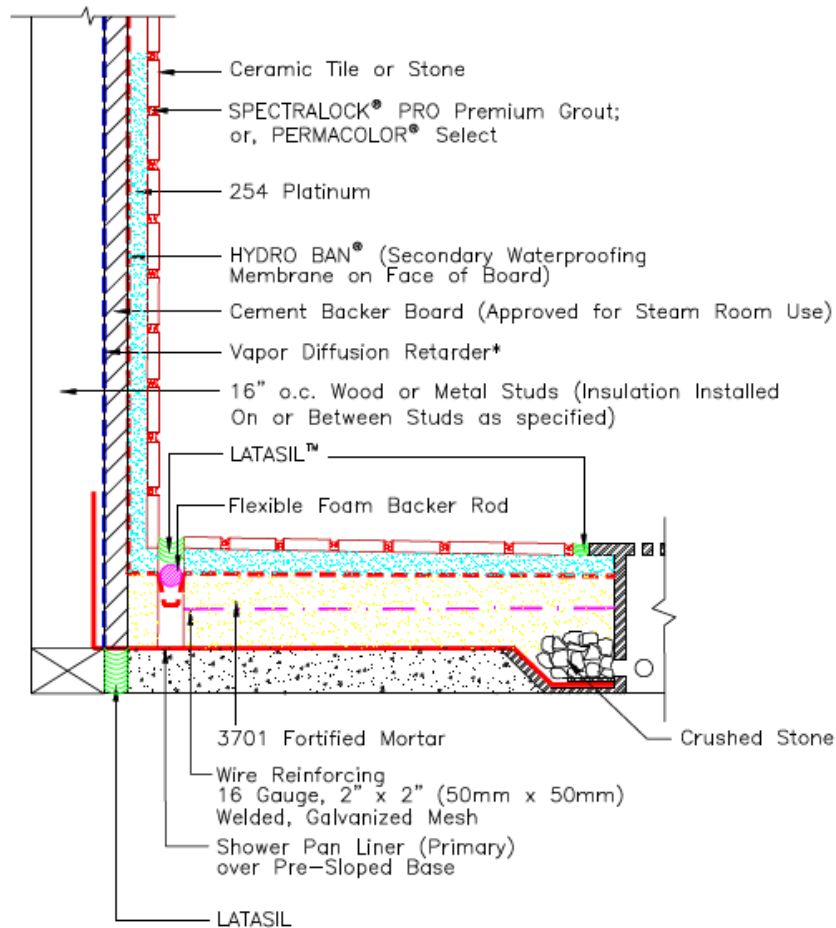 Ceramic Tile or Stone
SPECTRALOCK® PRO Premium Grout;
or, PERMACOLOR® Select
254 Platinum
HYDRO BAN® (Secondary Waterproofing
Membrane on Face of Board)
Cement Backer Board (Approved for Steam Room Use)
Vapor Diffusion Retarder*
16" o.c. Wood or Metal Studs (Insulation Installed
On or Between Studs as specified)
LATASIL™
Flexible Foam Backer Rod
3701 Fortified Mortar
Crushed Stone
Wire Reinforcing
16 Gauge, 2" x 2" (50mm x 50mm)
Welded, Galvanized Mesh
Shower Pan Liner (Primary)
over Pre-Sloped Base
LATASIL